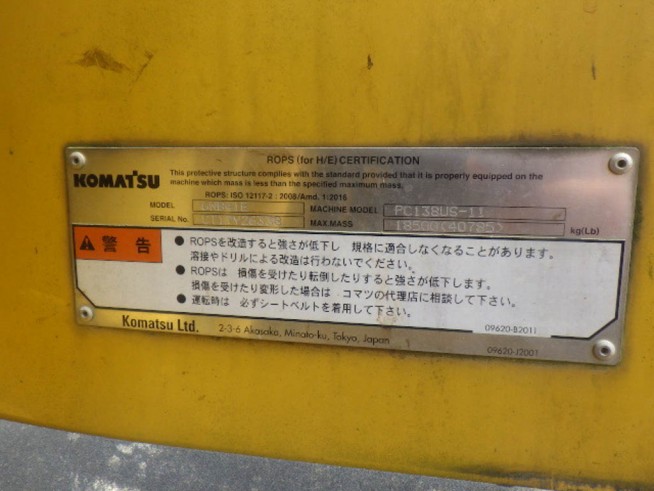 ROPS (for H/E) CERTIFICATION
KOMATSU
This protective structure complies with the standard provided that it is properly equipped on the
machine which mass is less than the specified maximum mass.
ROPS: ISO 12117-2 : 2008/Amd. 1:2016
MODEL MACHINE MODEL PC138US-11
SERIAL No. MAX.MASS 18500(40785) kg(Lb)
警告
● ROPSを改造すると強さが低下し 規格に適合しなくなることがあります。
溶接やドリルによる改造は行わないでください。
● ROPSは 損傷を受けたり転倒したりすると強さが低下します。
損傷を受けたり変形した場合は コマツの代理店に相談して下さい。
● 運転時は 必ずシートベルトを着用して下さい。
09620-B2011
Komatsu Ltd. 2-3-6 Akasaka, Minato-ku, Tokyo, Japan
09620-J2001